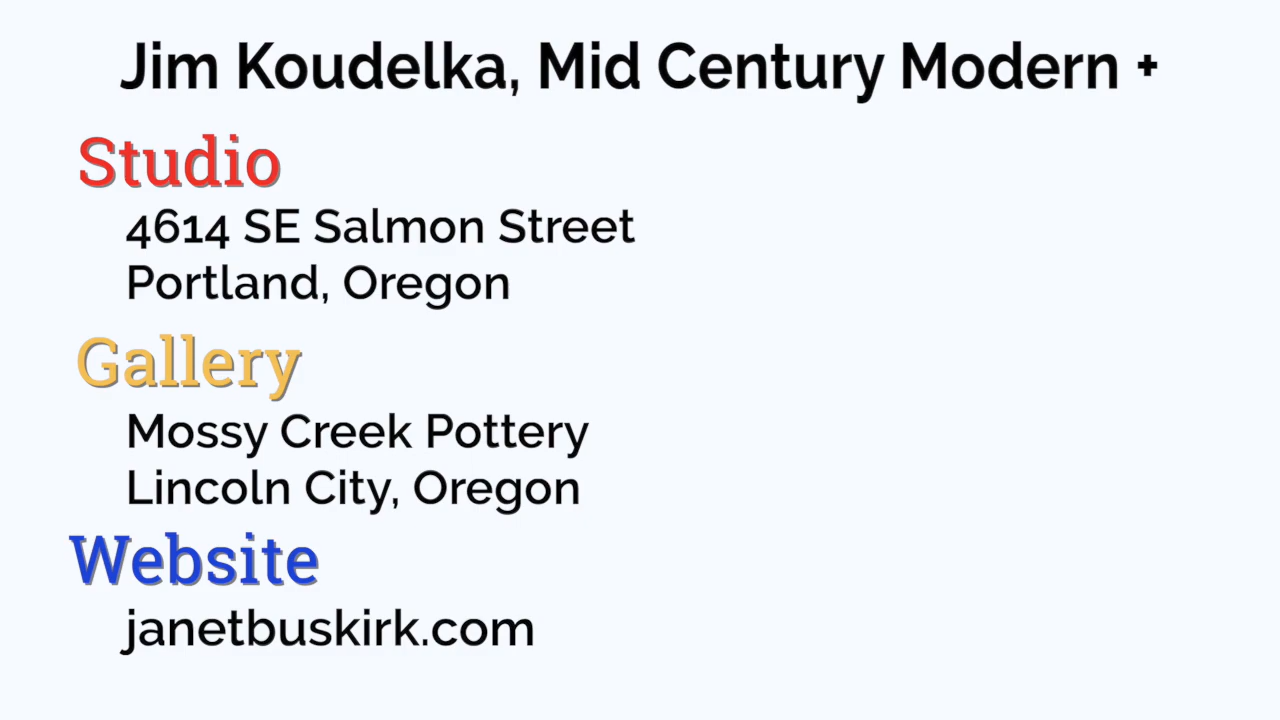 Jim Koudelka, Mid Century Modern +
Studio
4614 SE Salmon Street
Portland, Oregon
Gallery
Mossy Creek Pottery
Lincoln City, Oregon
Website
janetbuskirk.com